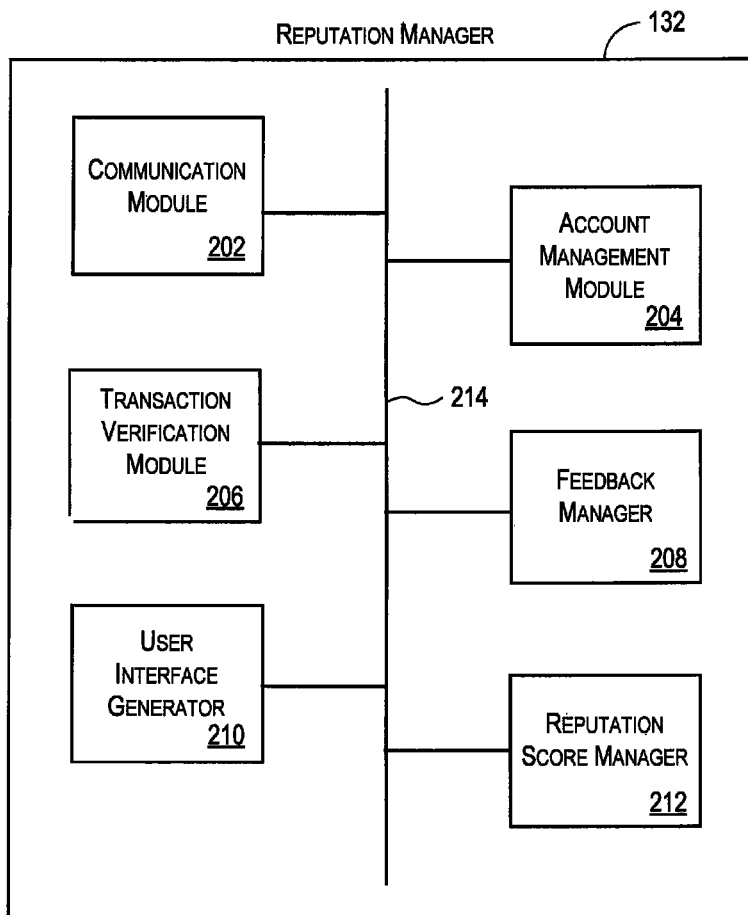 REPUTATION MANAGER
132
COMMUNICATION
MODULE
202
ACCOUNT
MANAGEMENT
MODULE
204
TRANSACTION
VERIFICATION
MODULE
206
214
FEEDBACK
MANAGER
208
USER
INTERFACE
GENERATOR
210
REPUTATION
SCORE MANAGER
212